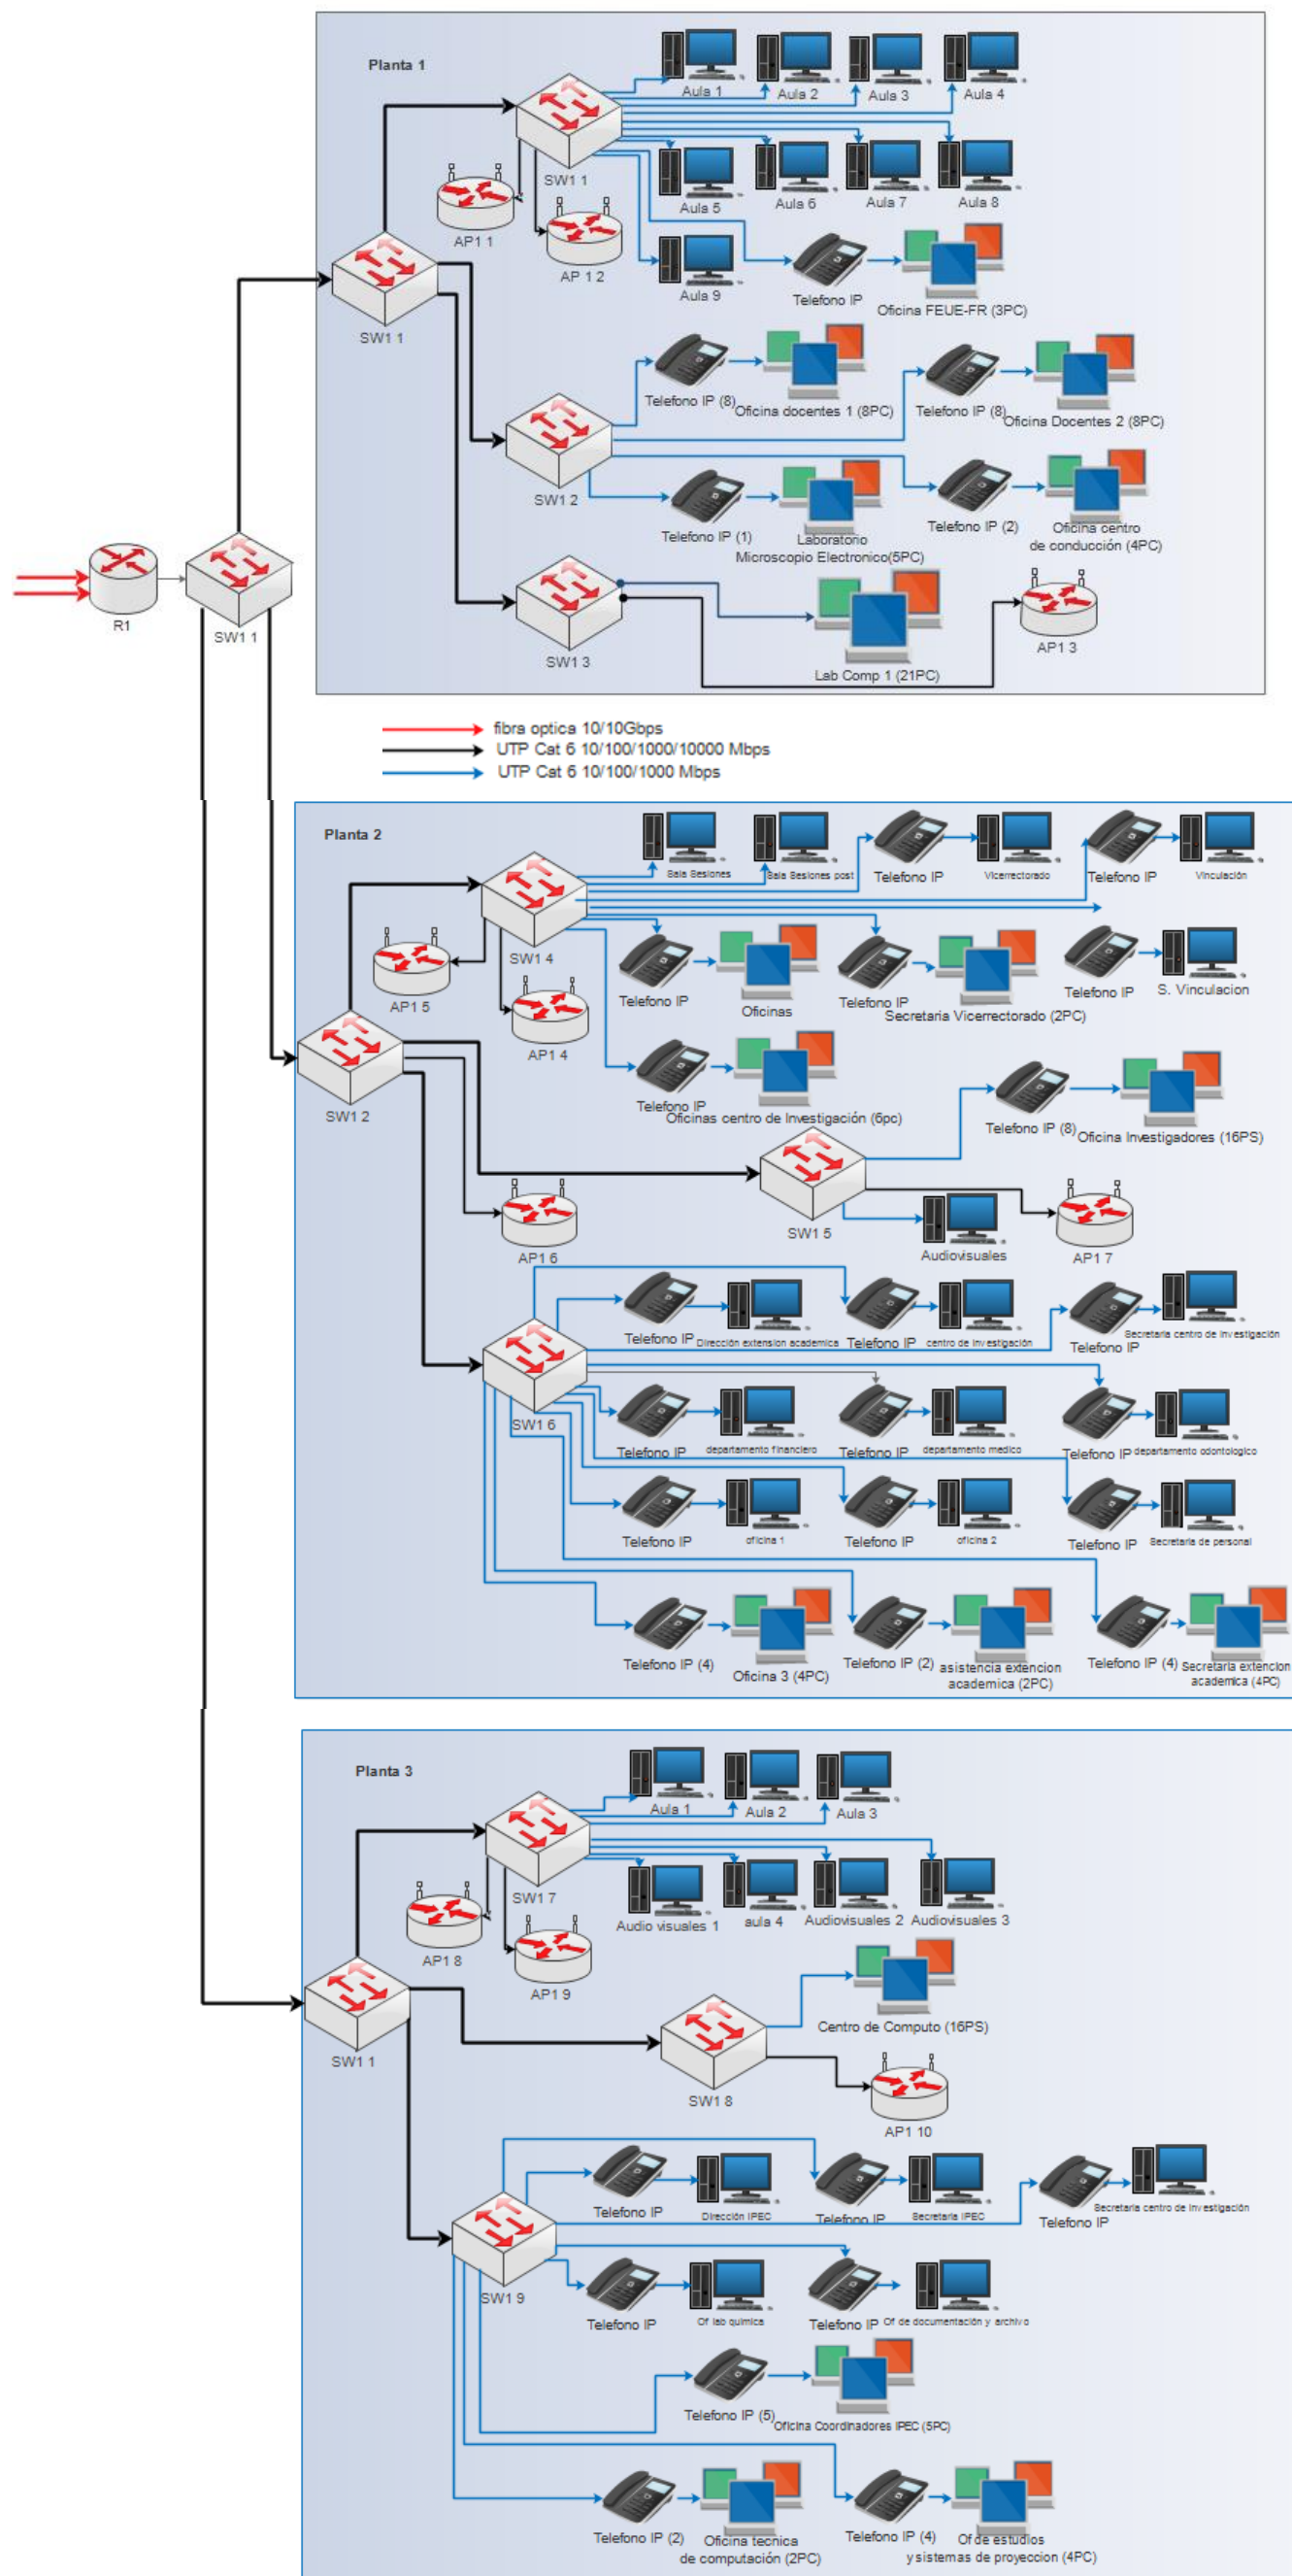 Planta 1
Aula 1
Aula 2
Aula 3
Aula 4
SW1 1
Aula 5
Aula 6
Aula 7
Aula 8
AP1 1
AP 1 2
Aula 9
Telefono IP
Oficina FEUE-FR (3PC)
SW1 1
Telefono IP (8)
Oficina docentes 1 (8PC)
Telefono IP (8)
Oficina Docentes 2 (8PC)
SW1 2
Telefono IP (1)
Laboratorio
Microscopio Electronico(5PC)
Telefono IP (2)
Oficina centro
de conducción (4PC)
R1
SW1 1
SW1 3
Lab Comp 1 (21PC)
AP1 3
fibra optica 10/10Gbps
UTP Cat 6 10/100/1000/10000 Mbps
UTP Cat 6 10/100/1000 Mbps
Planta 2
Sala Sesiones
Sala Sesiones post
Telefono IP
Vicerrectorado
Telefono IP
Vinculación
SW1 4
AP1 5
AP1 4
Telefono IP
Oficinas
Telefono IP
Secretaria Vicerrectorado (2PC)
Telefono IP
S. Vinculacion
SW1 2
Telefono IP
Oficinas centro de Investigación (6pc)
Telefono IP (8)
Oficina Investigadores (16PS)
SW1 5
AP1 6
Audiovisuales
AP1 7
Telefono IP
Dirección extension academica
Telefono IP
centro de investigación
Telefono IP
Secretaria centro de investigación
SW1 6
Telefono IP
departamento financiero
Telefono IP
departamento medico
Telefono IP
departamento odontologico
Telefono IP
oficina 1
Telefono IP
oficina 2
Telefono IP
Secretaria de personal
Telefono IP (4)
Oficina 3 (4PC)
Telefono IP (2)
asistencia extencion
academica (2PC)
Telefono IP (4)
Secretaria extencion
academica (4PC)
Planta 3
Aula 1
Aula 2
Aula 3
SW1 7
Audio visuales 1
aula 4
Audiovisuales 2
Audiovisuales 3
AP1 8
AP1 9
SW1 1
Centro de Computo (16PS)
SW1 8
AP1 10
Telefono IP
Dirección IPEC
Telefono IP
Secretaria IPEC
Telefono IP
Secretaria centro de investigación
SW1 9
Telefono IP
Of lab quimica
Telefono IP
Of de documentación y archivo
Telefono IP (5)
Oficina Coordinadores IPEC (5PC)
Telefono IP (2)
Oficina tecnica
de computación (2PC)
Telefono IP (4)
Of de estudios
y sistemas de proyeccion (4PC)